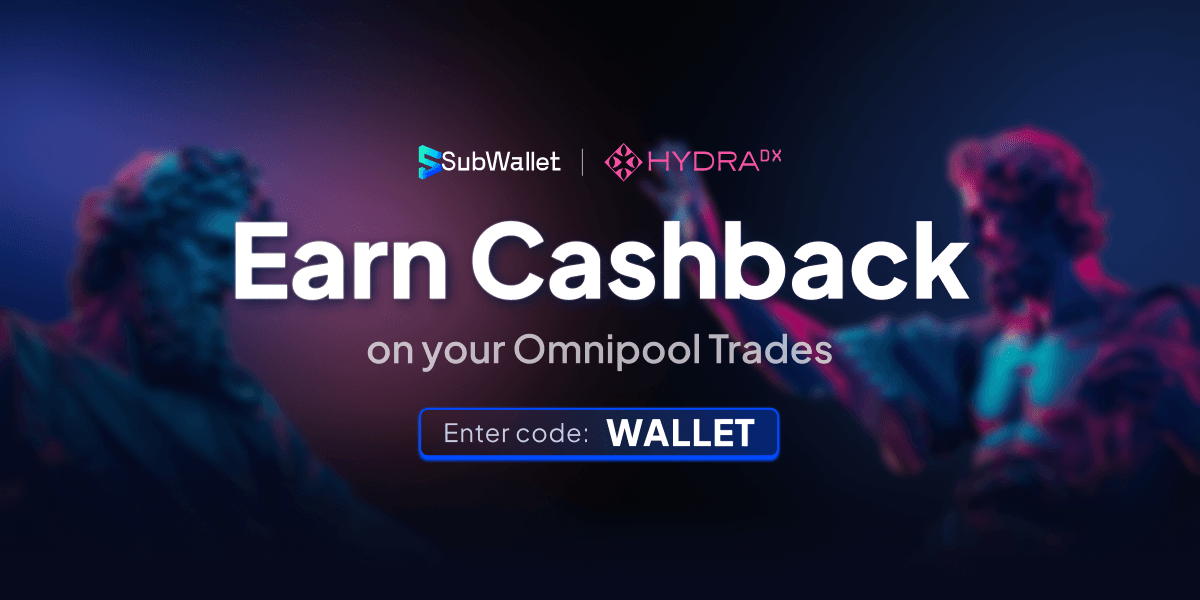 SubWallet | HYDRADX
Earn Cashback
on your Omnipool Trades
Enter code: WALLET